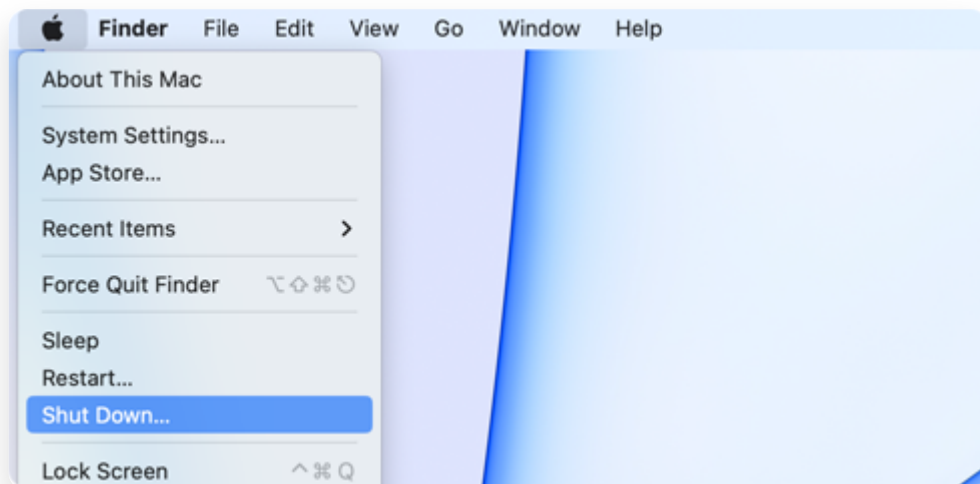 Finder File Edit View Go Window Help
About This Mac
System Settings...
App Store...
Recent Items
Force Quit Finder ⌥⇧⌘⎋
Sleep
Restart...
Shut Down...
Lock Screen ^⌘Q